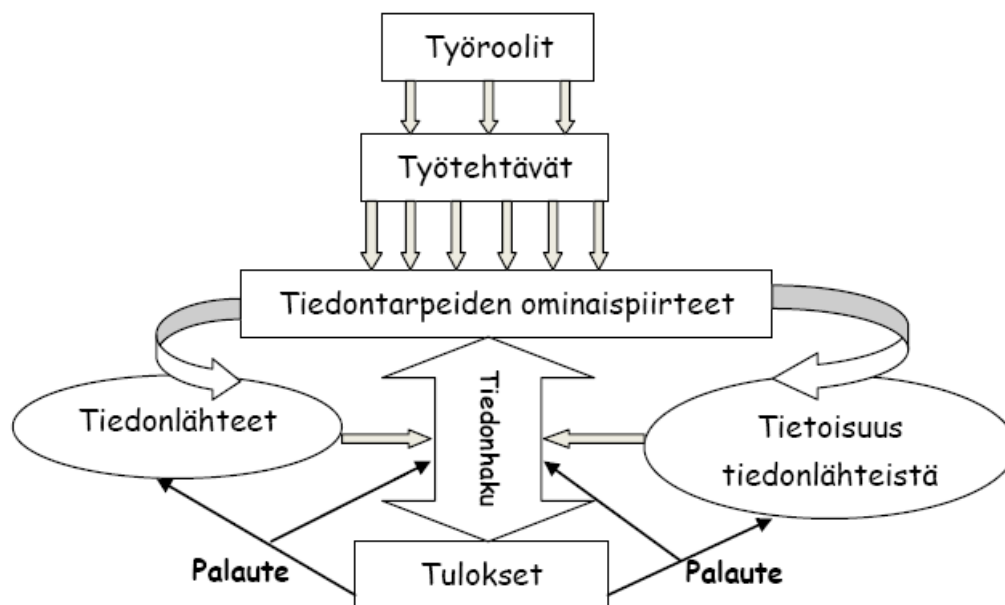 Työroolit
Työtehtävät
Tiedontarpeiden ominaispiirteet
Tiedonlähteet
Tiedonhaku
Tietoisuus
tiedonlähteistä
Palaute
Tulokset
Palaute